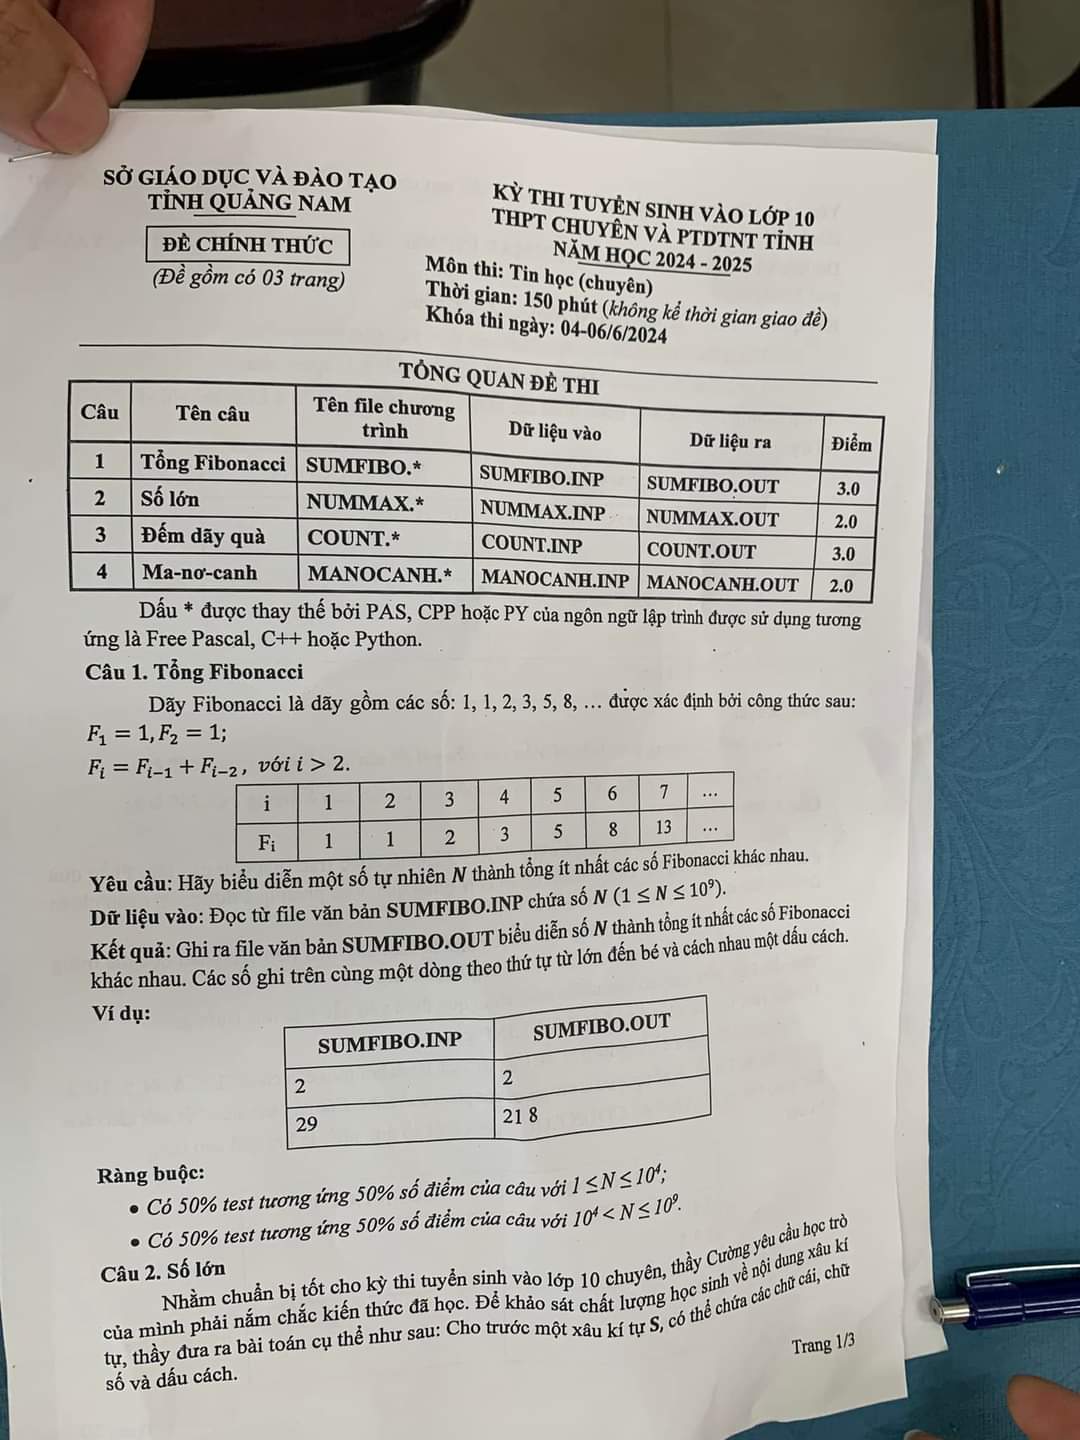 SỞ GIÁO DỤC VÀ ĐÀO TẠO
TỈNH QUẢNG NAM
ĐỀ CHÍNH THỨC
(Đề gồm có 03 trang)
KỲ THI TUYỂN SINH VÀO LỚP 10
THPT CHUYÊN VÀ PTDTNT TỈNH
NĂM HỌC 2024 - 2025
Môn thi: Tin học (chuyên)
Thời gian: 150 phút (không kể thời gian giao đề)
Khóa thi ngày: 04-06/6/2024
TỔNG QUAN ĐỀ THI
Câu Tên câu Tên file chương trình Dữ liệu vào Dữ liệu ra Điểm
1 Tổng Fibonacci SUMFIBO.* SUMFIBO.INP SUMFIBO.OUT 3.0
2 Số lớn NUMMAX.* NUMMAX.INP NUMMAX.OUT 2.0
3 Đếm dãy quà COUNT.* COUNT.INP COUNT.OUT 3.0
4 Ma-nơ-canh MANOCANH.* MANOCANH.INP MANOCANH.OUT 2.0
Dấu * được thay thế bởi PAS, CPP hoặc PY của ngôn ngữ lập trình được sử dụng tương
ứng là Free Pascal, C++ hoặc Python.
Câu 1. Tổng Fibonacci
Dãy Fibonacci là dãy gồm các số: 1, 1, 2, 3, 5, 8, … được xác định bởi công thức sau:
F₁ = 1, F₂ = 1;
Fᵢ = Fᵢ₋₁ + Fᵢ₋₂, với i > 2.
i 1 2 3 4 5 6 7 …
Fᵢ 1 1 2 3 5 8 13 …
Yêu cầu: Hãy biểu diễn một số tự nhiên N thành tổng ít nhất các số Fibonacci khác nhau.
Dữ liệu vào: Đọc từ file văn bản SUMFIBO.INP chứa số N (1 ≤ N ≤ 10⁹).
Kết quả: Ghi ra file văn bản SUMFIBO.OUT biểu diễn số N thành tổng ít nhất các số Fibonacci
khác nhau. Các số ghi trên cùng một dòng theo thứ tự từ lớn đến bé và cách nhau một dấu cách.
Ví dụ:
SUMFIBO.INP SUMFIBO.OUT
2 2
29 21 8
Ràng buộc:
• Có 50% test tương ứng 50% số điểm của câu với 1 ≤ N ≤ 10⁴;
• Có 50% test tương ứng 50% số điểm của câu với 10⁴ < N ≤ 10⁹.
Câu 2. Số lớn
Nhằm chuẩn bị tốt cho kỳ thi tuyển sinh vào lớp 10 chuyên, thầy Cường yêu cầu học trò
của mình phải nắm chắc kiến thức đã học. Để khảo sát chất lượng học sinh về nội dung xâu kí
tự, thầy đưa ra bài toán cụ thể như sau: Cho trước một xâu kí tự S, có thể chứa các chữ cái, chữ
số và dấu cách.
Trang 1/3